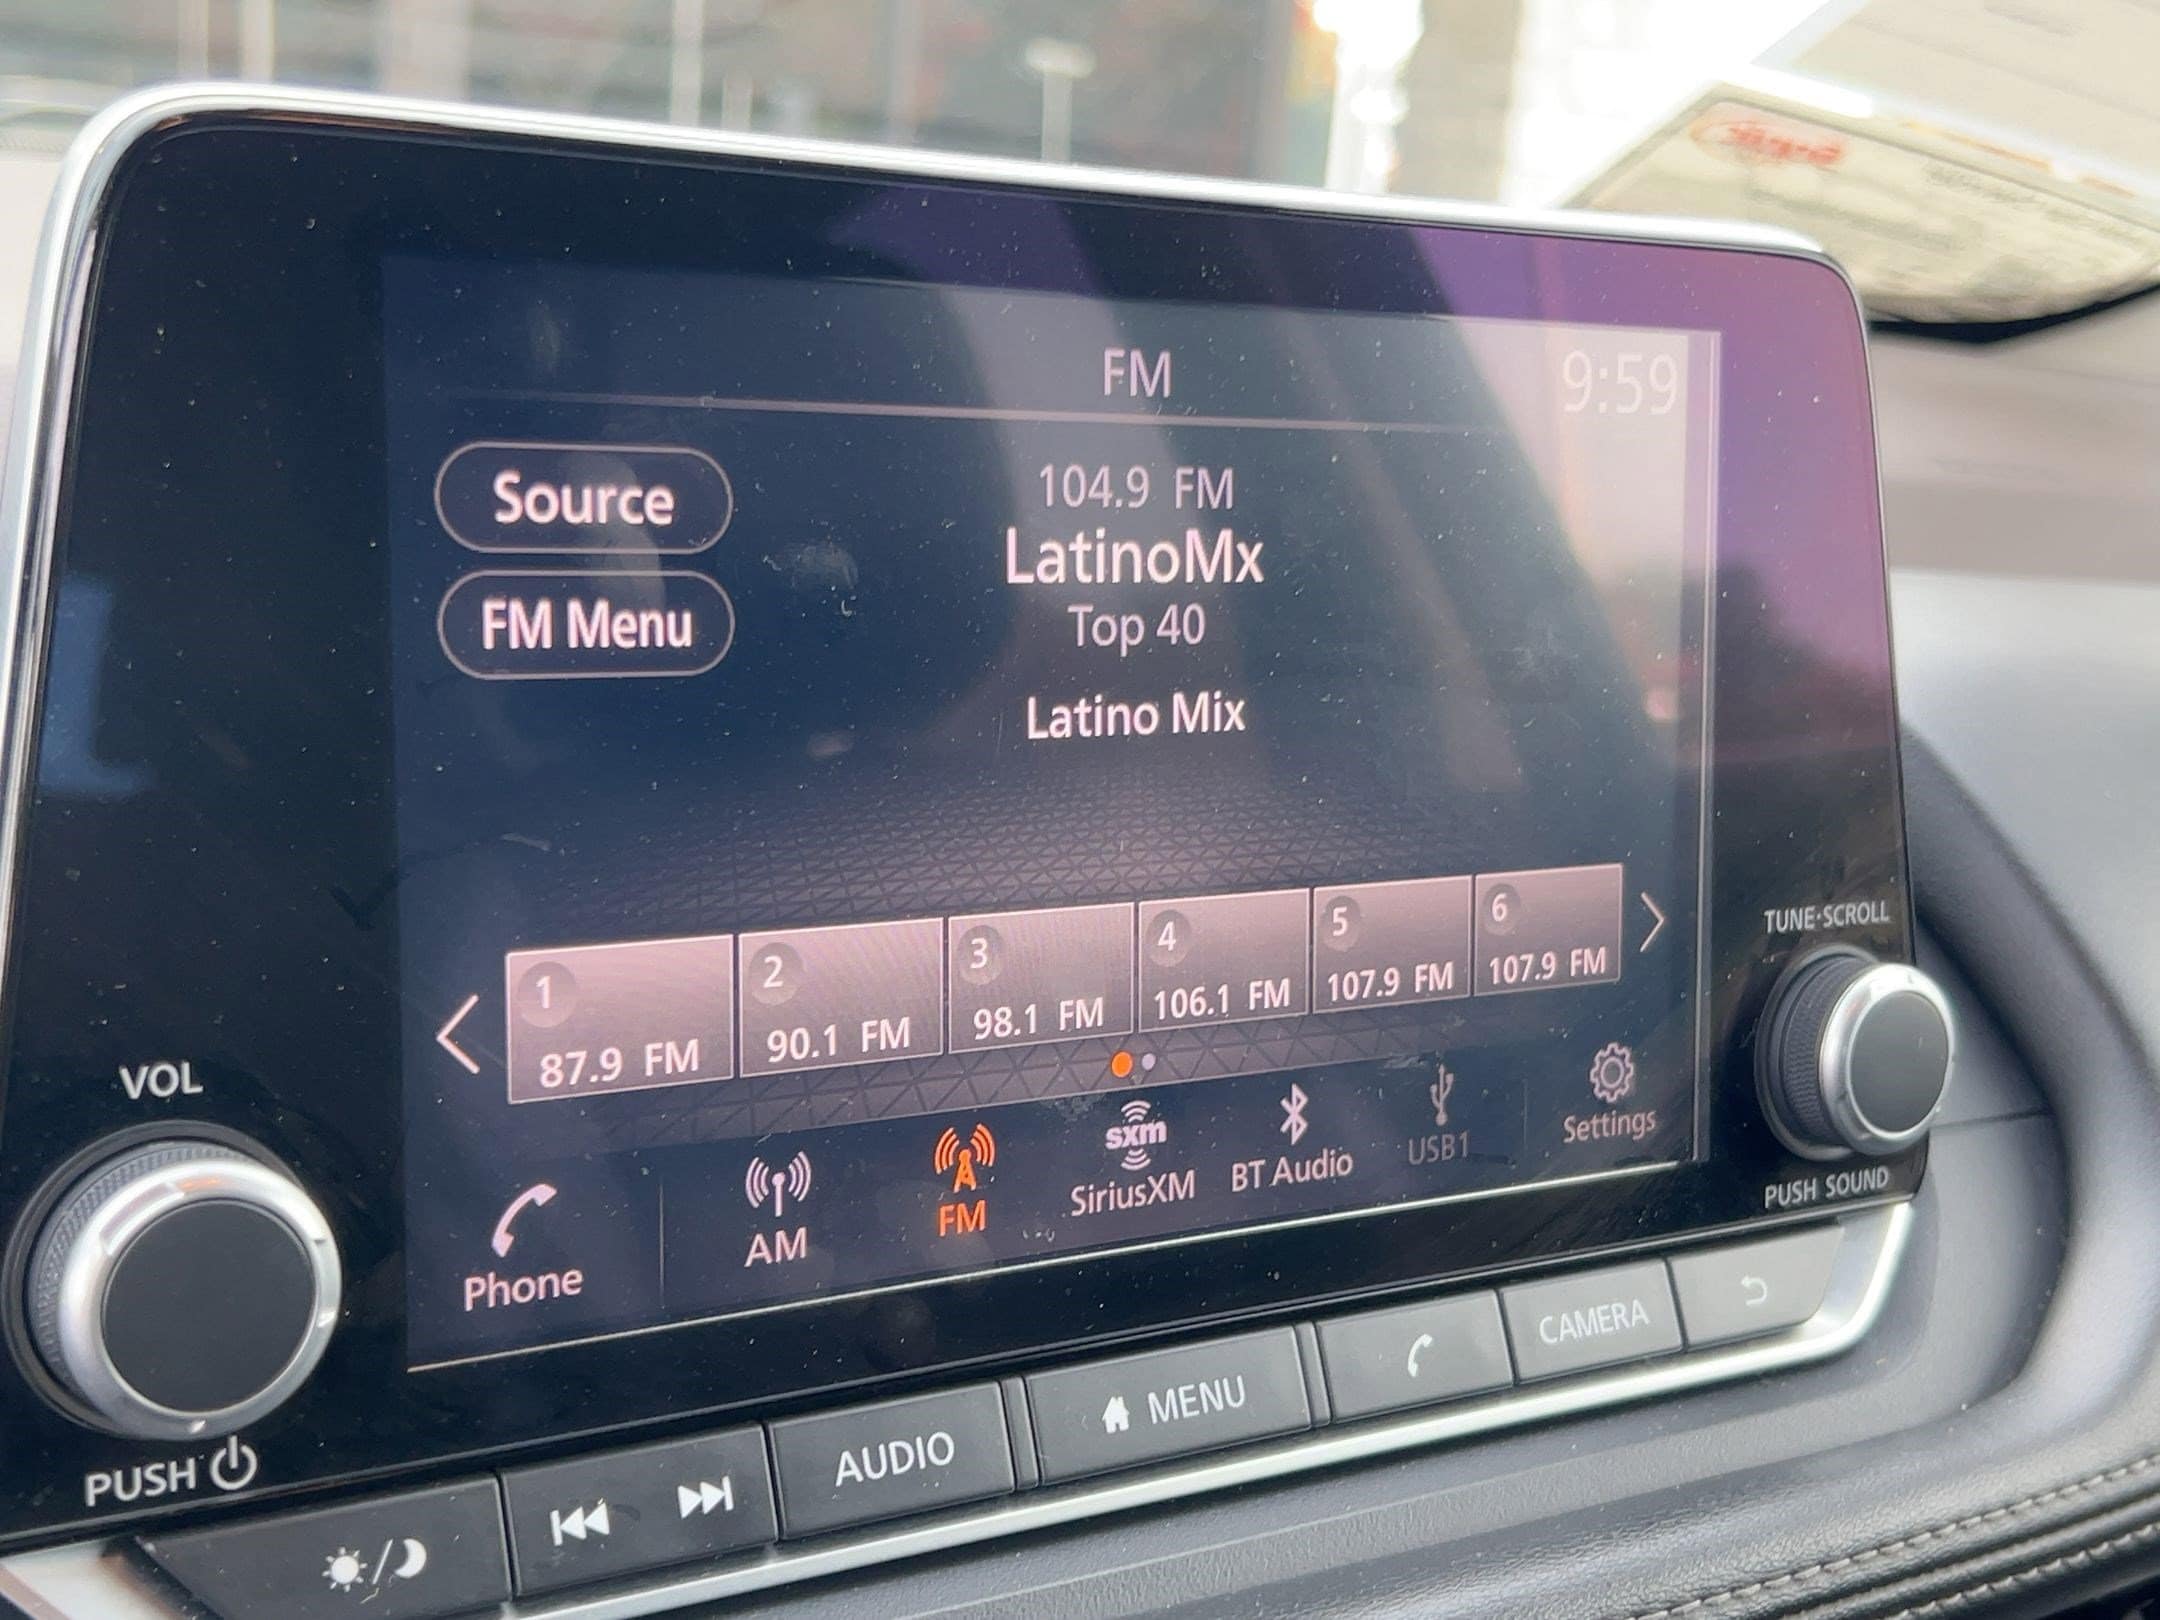 FM
9:59
Source
FM Menu
104.9 FM
LatinoMx
Top 40
Latino Mix
1
87.9 FM
2
90.1 FM
3
98.1 FM
4
106.1 FM
5
107.9 FM
6
107.9 FM
Phone
AM
FM
sxm
SiriusXM
BT Audio
USB1
Settings
VOL
PUSH
TUNE·SCROLL
PUSH SOUND
AUDIO
MENU
CAMERA